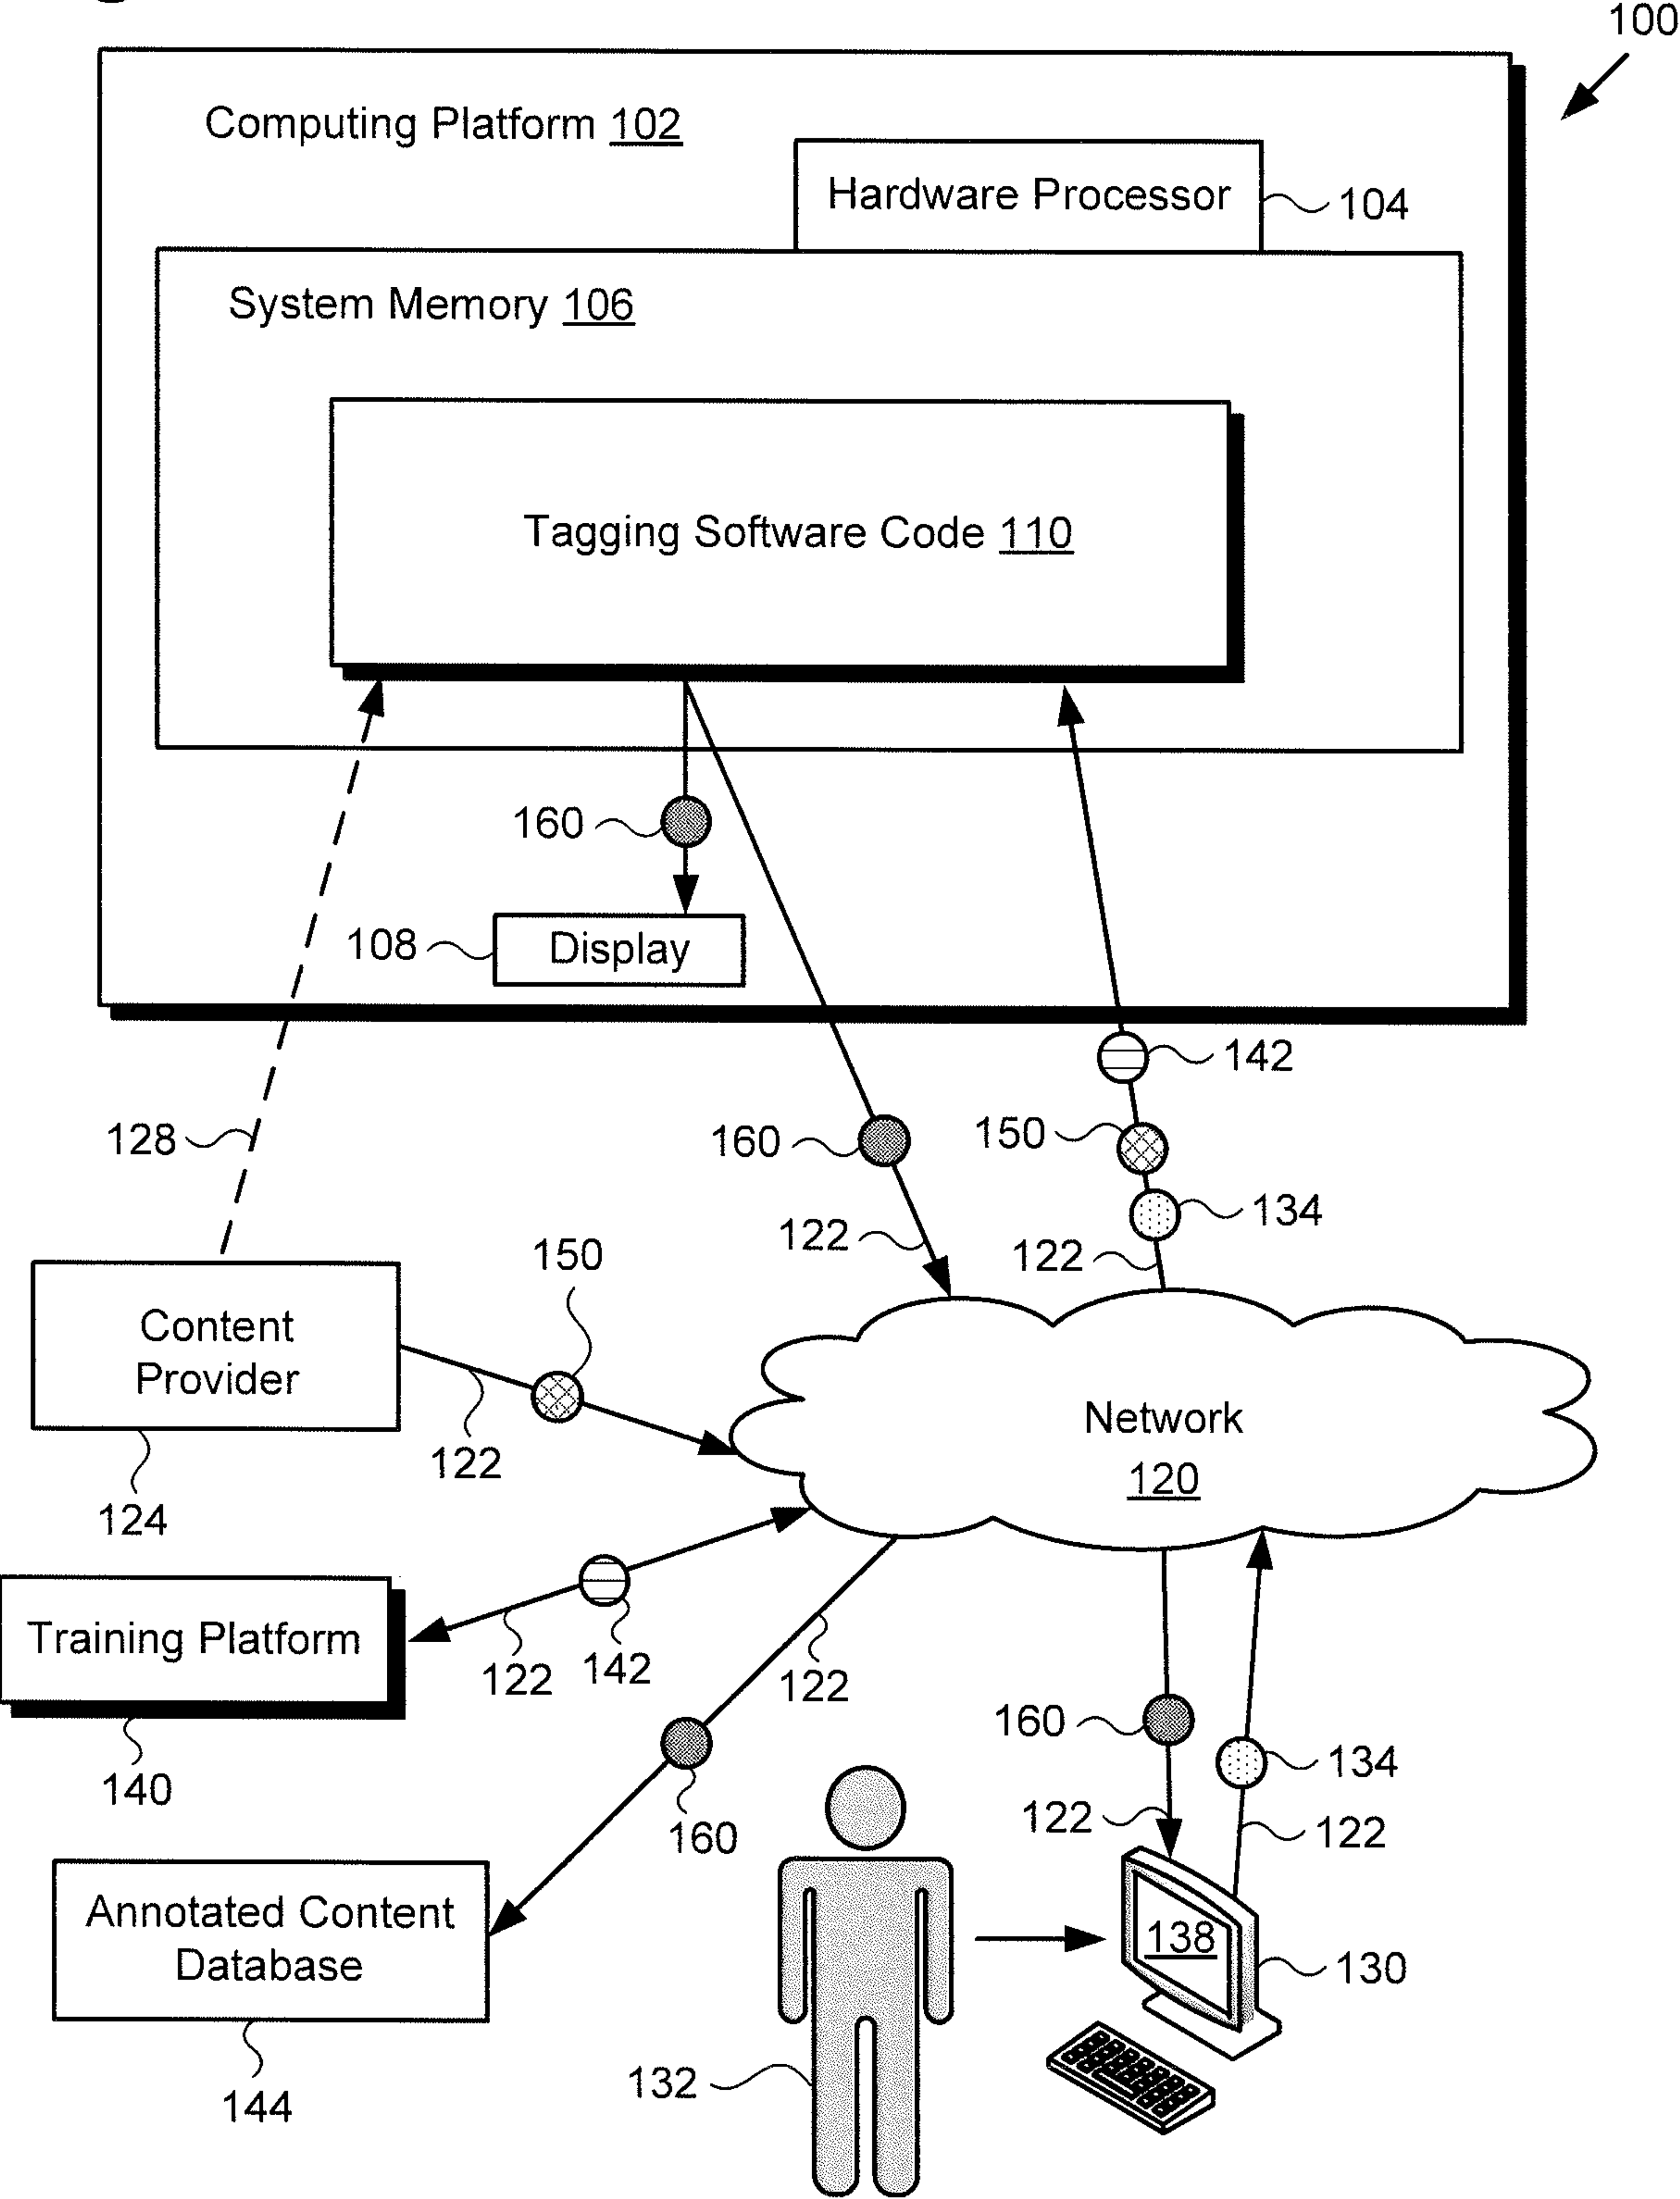 100
Computing Platform 102
Hardware Processor
104
System Memory 106
Tagging Software Code 110
160
108
Display
142
128
160
150
134
122
122
150
Content
Provider
122
124
Network
120
Training Platform
122
142
122
140
160
160
134
122
122
Annotated Content
Database
144
138
130
132